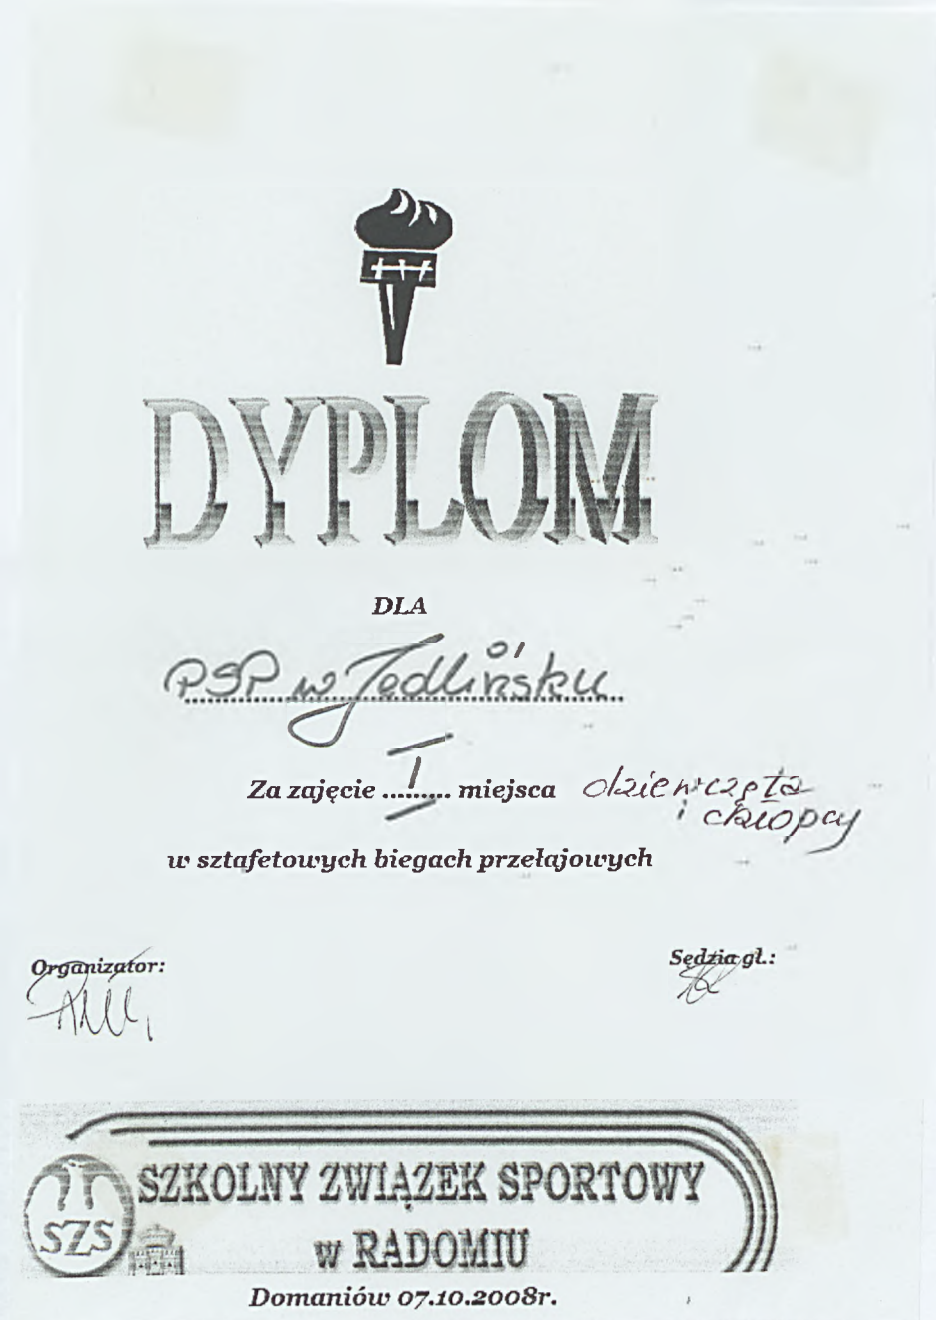 DYPLOM
DLA
PSP w Jedlińsku
Za zajęcie ....I.... miejsca dziewczęta
i chłopcy
w sztafetowych biegach przełajowych
Organizator:
Sędzia gł.:
SZKOLNY ZWIĄZEK SPORTOWY
SZS
w RADOMIU
Domaniów 07.10.2008r.